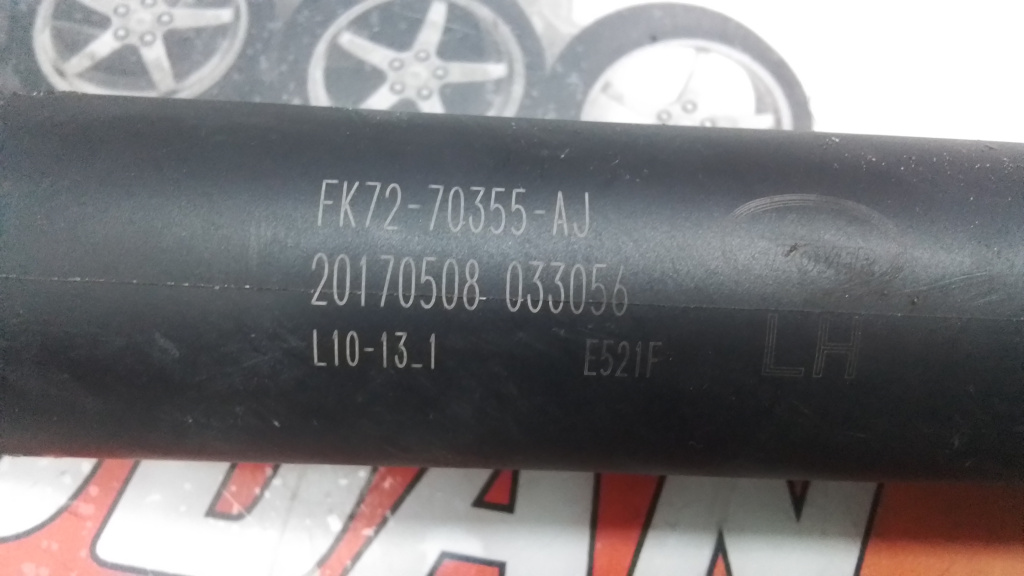 FK72-70355-AJ
20170508 033056
L10-13_1 E521F
LH